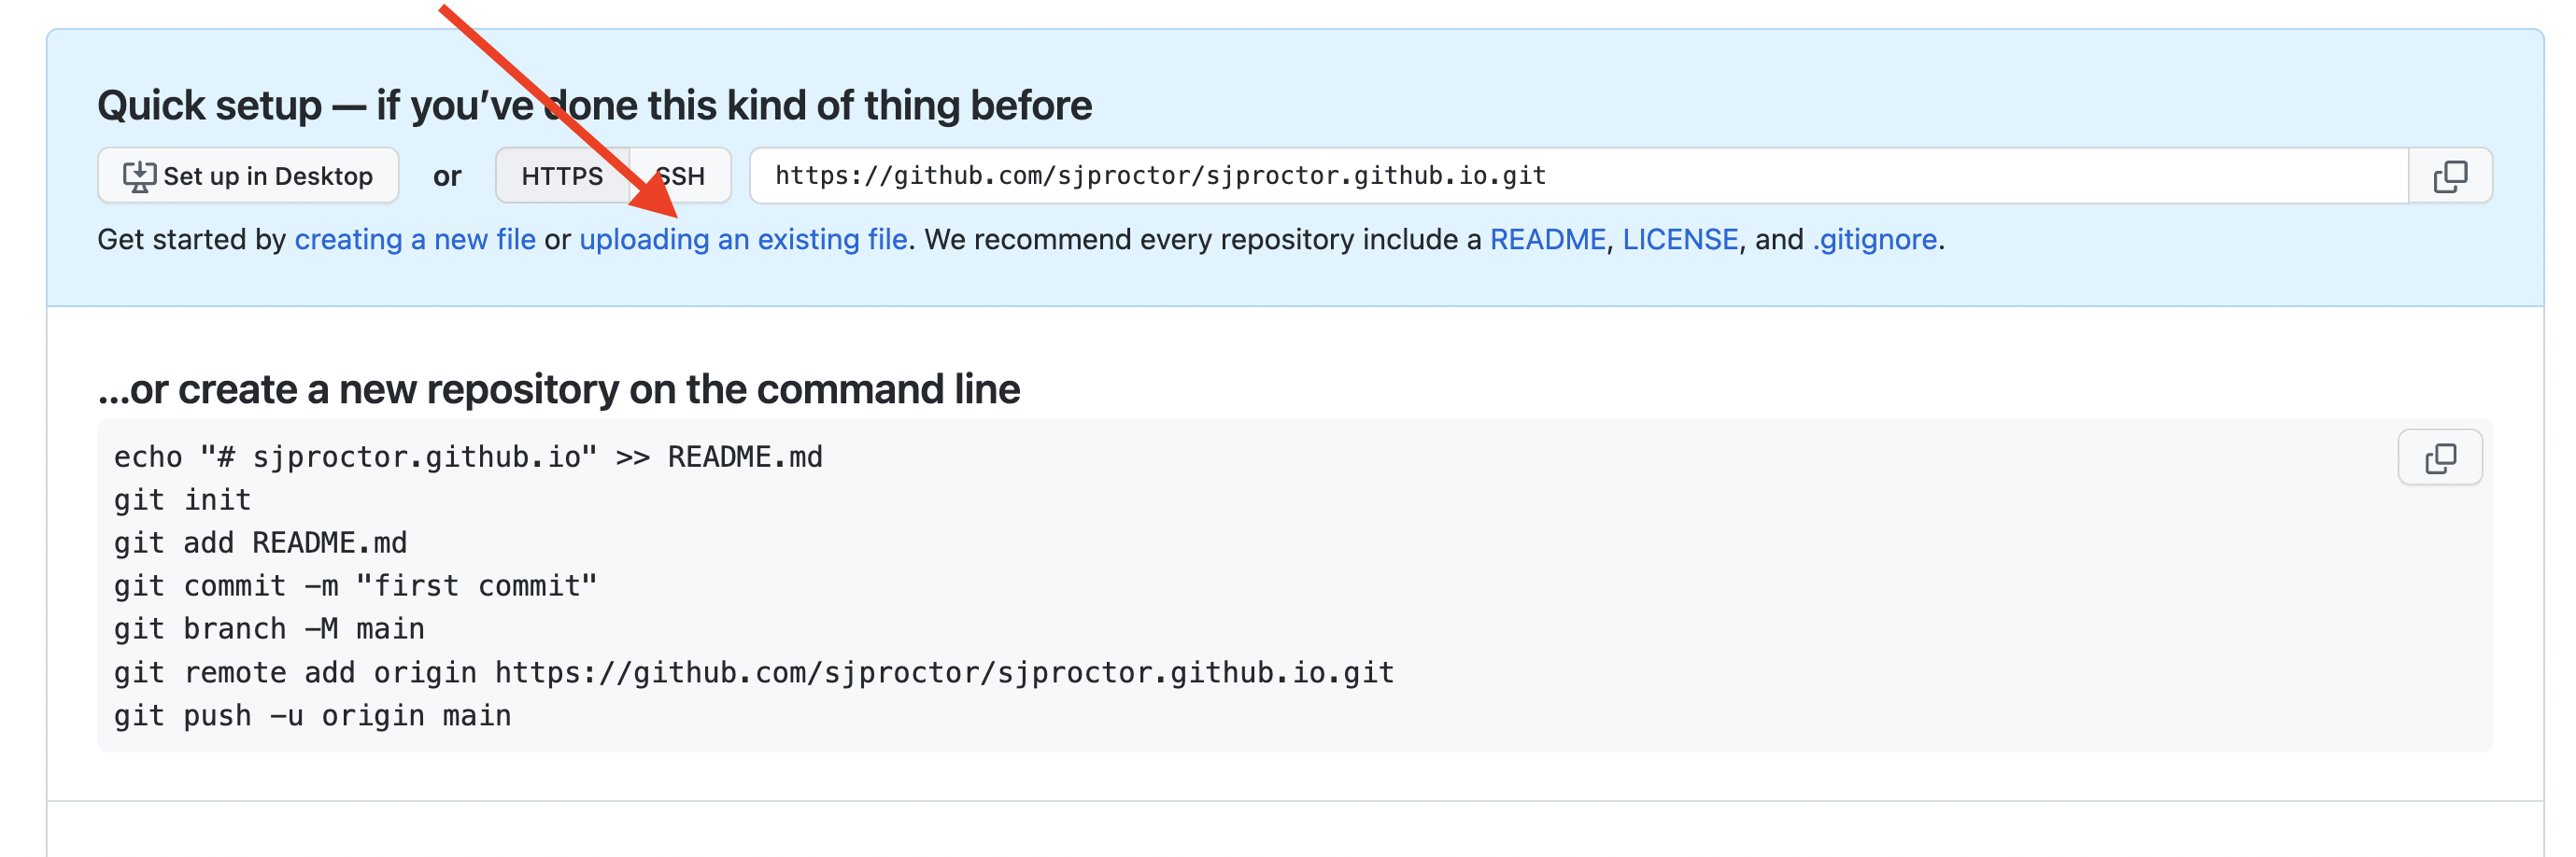 Quick setup — if you’ve done this kind of thing before
Set up in Desktop or HTTPS SSH https://github.com/sjproctor/sjproctor.github.io.git
Get started by creating a new file or uploading an existing file. We recommend every repository include a README, LICENSE, and .gitignore.
…or create a new repository on the command line
echo "# sjproctor.github.io" >> README.md
git init
git add README.md
git commit -m "first commit"
git branch -M main
git remote add origin https://github.com/sjproctor/sjproctor.github.io.git
git push -u origin main